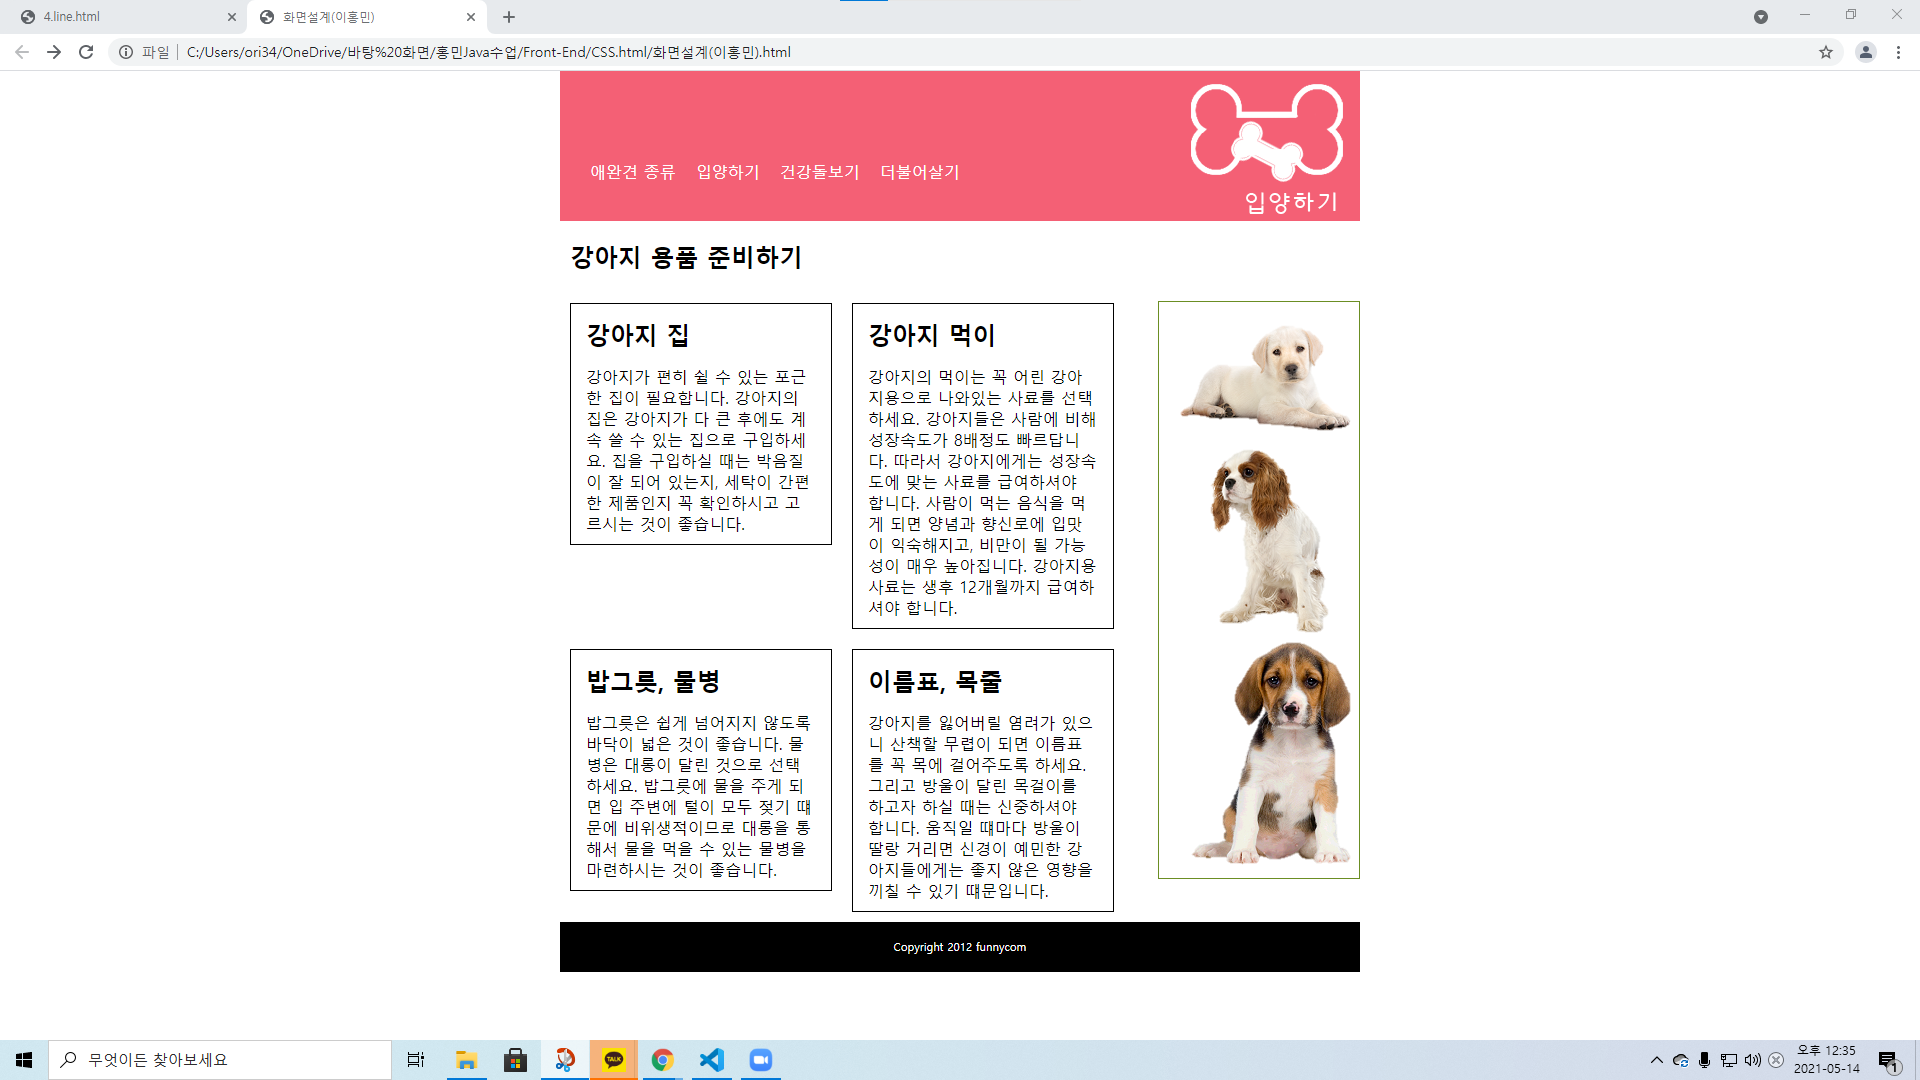 4.line.html
화면설계(이홍민)
파일
C:/Users/ori34/OneDrive/바탕%20화면/홍민Java수업/Front-End/CSS.html/화면설계(이홍민).html
애완견 종류 입양하기 건강돌보기 더불어살기
입양하기
강아지 용품 준비하기
강아지 집
강아지가 편히 쉴 수 있는 포근
한 집이 필요합니다. 강아지의
집은 강아지가 다 큰 후에도 계
속 쓸 수 있는 집으로 구입하세
요. 집을 구입하실 때는 박음질
이 잘 되어 있는지, 세탁이 간편
한 제품인지 꼭 확인하시고 고
르시는 것이 좋습니다.
강아지 먹이
강아지의 먹이는 꼭 어린 강아
지용으로 나와있는 사료를 선택
하세요. 강아지들은 사람에 비해
성장속도가 8배정도 빠르답니
다. 따라서 강아지에게는 성장속
도에 맞는 사료를 급여하셔야
합니다. 사람이 먹는 음식을 먹
게 되면 양념과 향신로에 입맛
이 익숙해지고, 비만이 될 가능
성이 매우 높아집니다. 강아지용
사료는 생후 12개월까지 급여하
셔야 합니다.
밥그릇, 물병
밥그릇은 쉽게 넘어지지 않도록
바닥이 넓은 것이 좋습니다. 물
병은 대롱이 달린 것으로 선택
하세요. 밥그릇에 물을 주게 되
면 입 주변에 털이 모두 젖기 떄
문에 비위생적이므로 대롱을 통
해서 물을 먹을 수 있는 물병을
마련하시는 것이 좋습니다.
이름표, 목줄
강아지를 잃어버릴 염려가 있으
니 산책할 무렵이 되면 이름표
를 꼭 목에 걸어주도록 하세요.
그리고 방울이 달린 목걸이를
하고자 하실 때는 신중하셔야
합니다. 움직일 떄마다 방울이
딸랑 거리면 신경이 예민한 강
아지들에게는 좋지 않은 영향을
끼칠 수 있기 떄문입니다.
Copyright 2012 funnycom
무엇이든 찾아보세요
TALK
오후 12:35
2021-05-14
1